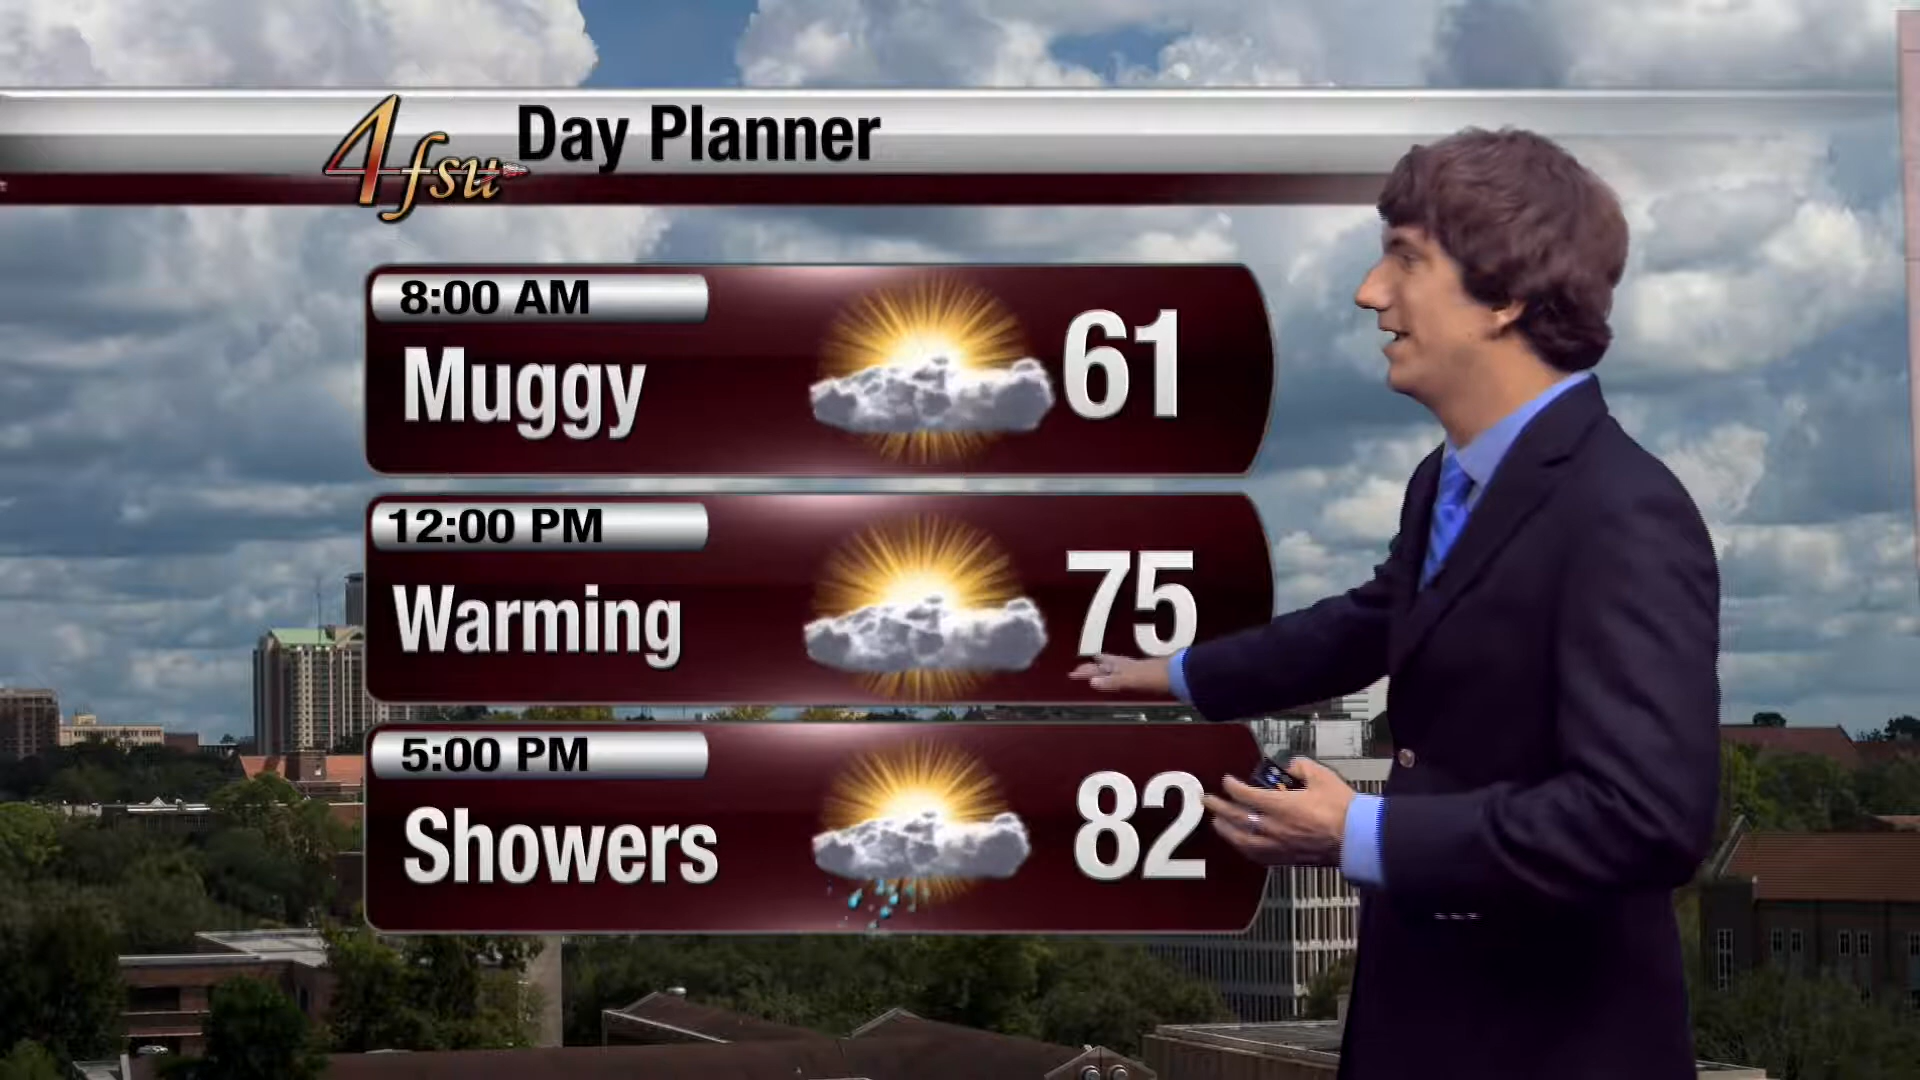 4fsu Day Planner
8:00 AM
Muggy
61
12:00 PM
Warming
75
5:00 PM
Showers
82